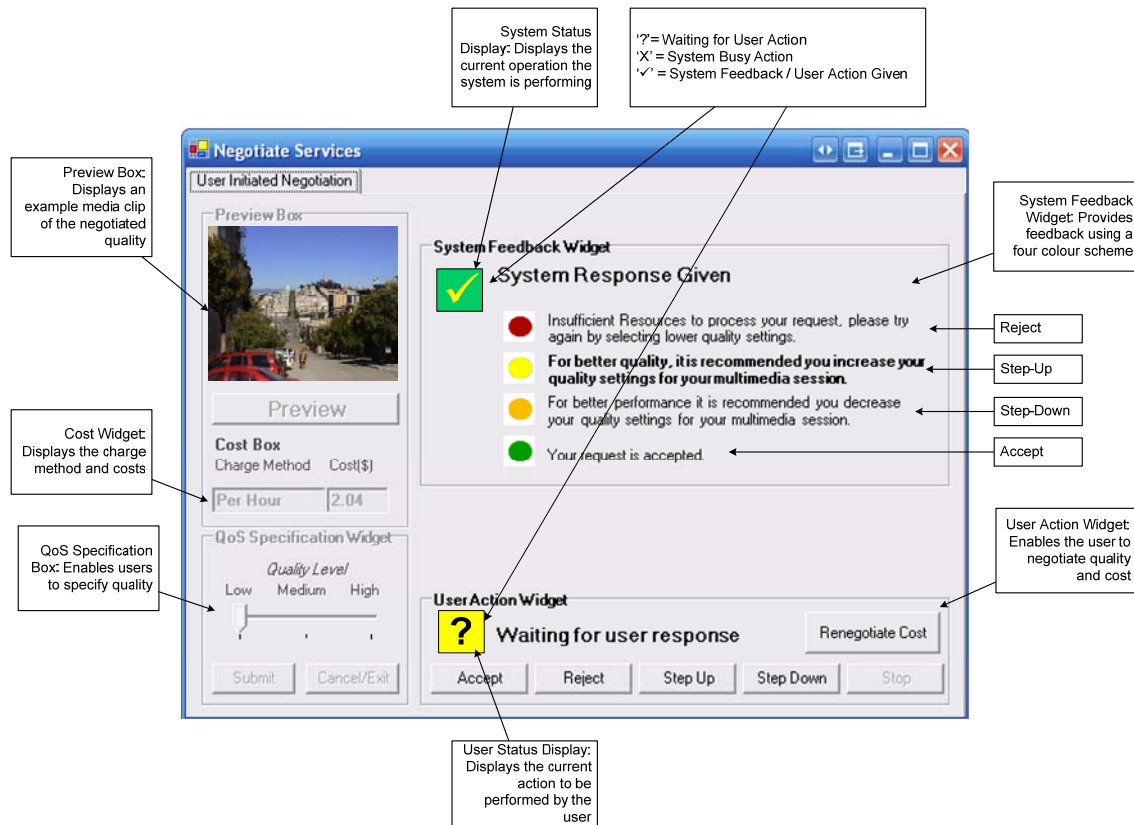 System Status
Display: Displays the
current operation the
system is performing
‘?’= Waiting for User Action
‘X’ = System Busy Action
‘✓’ = System Feedback / User Action Given
Negotiate Services
User Initiated Negotiation
Preview Box:
Displays an
example media clip
of the negotiated
quality
Preview Box
Preview
Cost Box
Charge Method Cost($)
Per Hour 2.04
Cost Widget:
Displays the charge
method and costs
QoS Specification Widget
Quality Level
Low Medium High
Submit Cancel/Exit
QoS Specification
Box: Enables users
to specify quality
System Feedback Widget
✓ System Response Given
Insufficient Resources to process your request, please try
again by selecting lower quality settings.
For better quality, it is recommended you increase your
quality settings for your multimedia session.
For better performance it is recommended you decrease
your quality settings for your multimedia session.
Your request is accepted.
System Feedback
Widget: Provides
feedback using a
four colour scheme
Reject
Step-Up
Step-Down
Accept
User Action Widget
? Waiting for user response
Renegotiate Cost
Accept Reject Step Up Step Down Stop
User Action Widget:
Enables the user to
negotiate quality
and cost
User Status Display:
Displays the current
action to be
performed by the
user